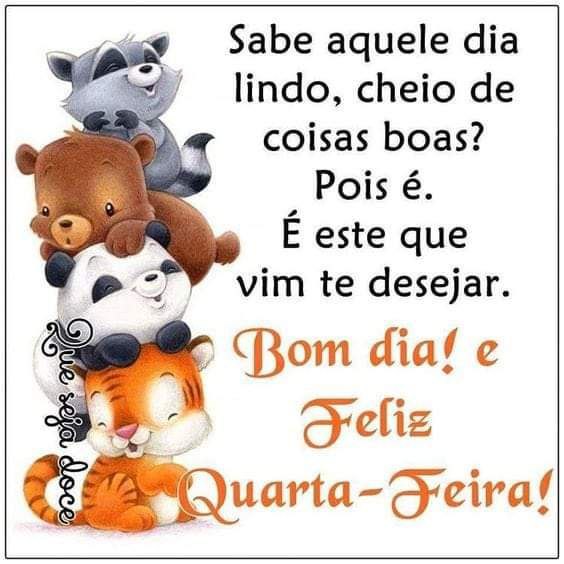 Sabe aquele dia
lindo, cheio de
coisas boas?
Pois é.
É este que
vim te desejar.
Bom dia! e
Feliz
Quarta-Feira!
Que seja doce